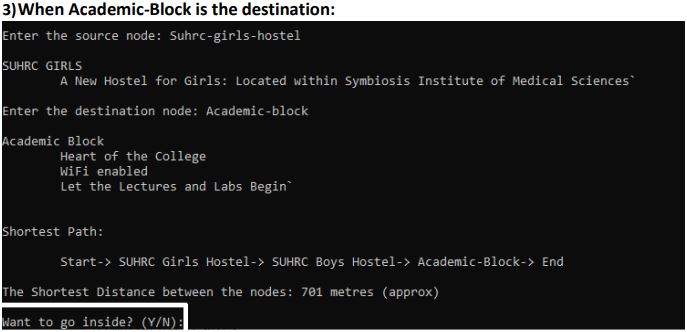 3)When Academic-Block is the destination:
Enter the source node: Suhrc-girls-hostel
SUHRC GIRLS
A New Hostel for Girls: Located within Symbiosis Institute of Medical Sciences`
Enter the destination node: Academic-block
Academic Block
Heart of the College
WiFi enabled
Let the Lectures and Labs Begin`
Shortest Path:
Start-> SUHRC Girls Hostel-> SUHRC Boys Hostel-> Academic-Block-> End
The Shortest Distance between the nodes: 701 metres (approx)
Want to go inside? (Y/N):